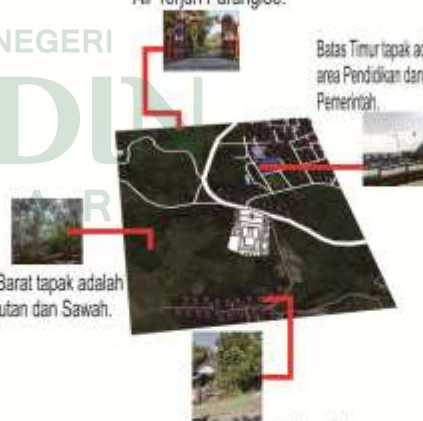 Air Terjun Parangloe.
NEGERI
Batas Timur tapak ad
area Pendidikan dan
Pemerintah.
DIN
A R
Barat tapak adalah
utan dan Sawah.